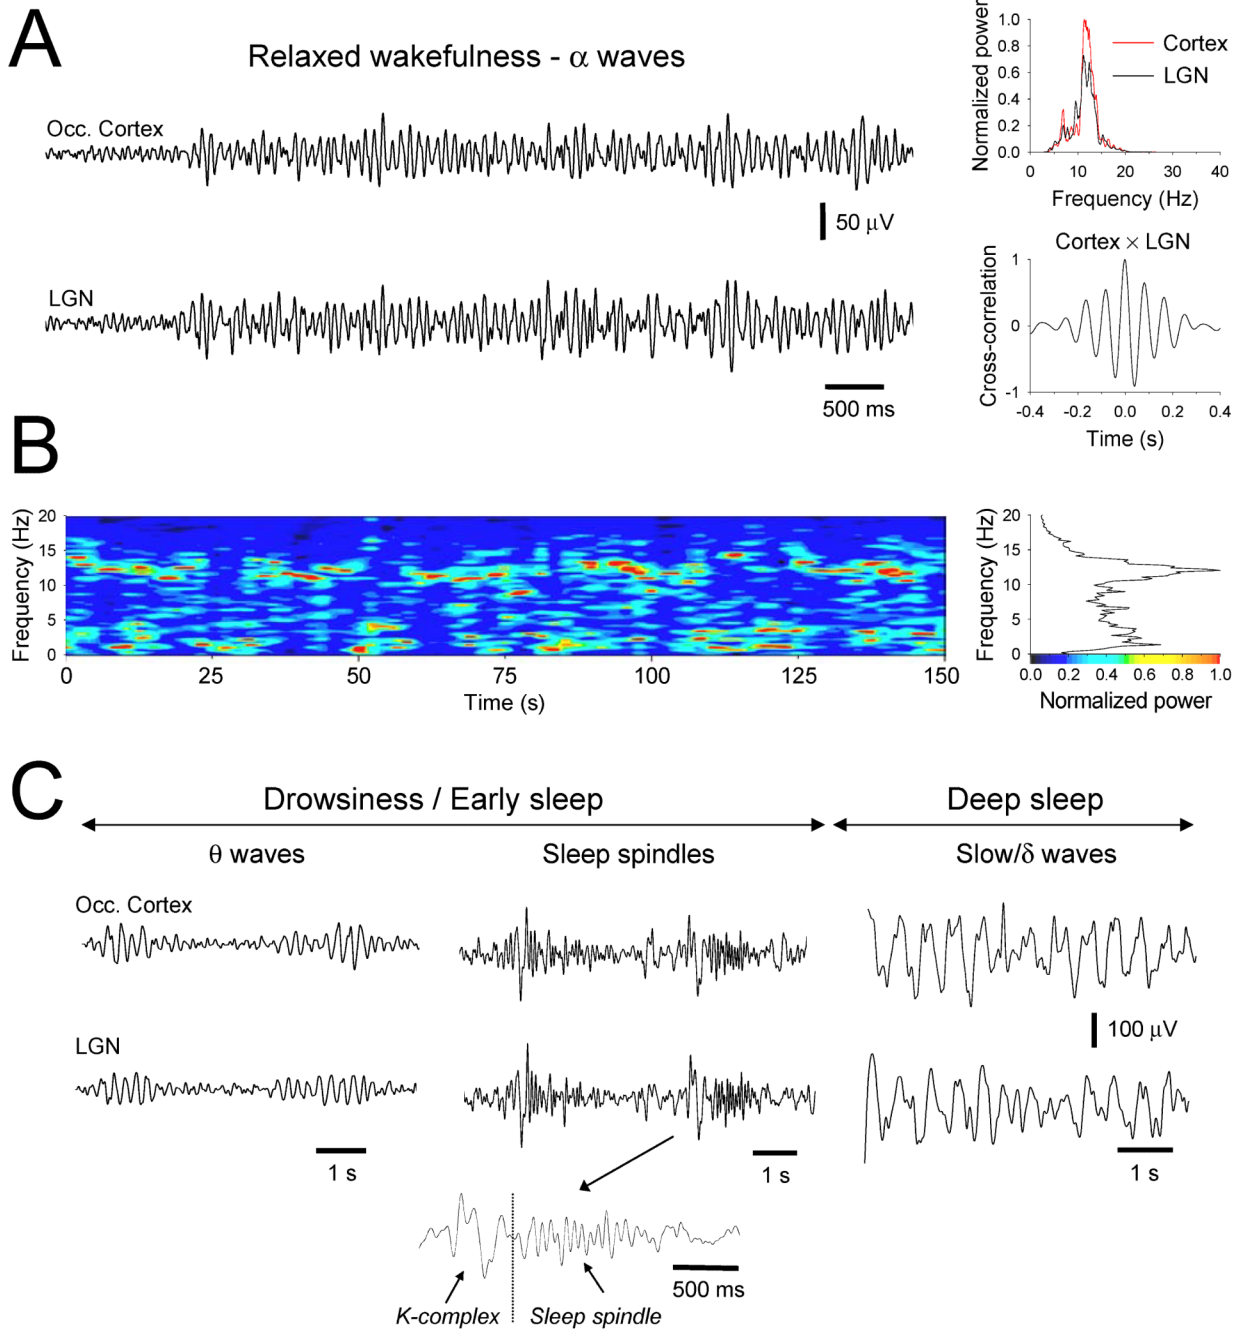 A
Relaxed wakefulness - α waves
Occ. Cortex
50 μV
LGN
500 ms
Normalized power
1.0
0.8
0.6
0.4
0.2
0.0
Cortex
LGN
0 10 20 30 40
Frequency (Hz)
Cortex × LGN
Cross-correlation
1
0
-1
-0.4 -0.2 0.0 0.2 0.4
Time (s)
B
Frequency (Hz)
20
15
10
5
0
0 25 50 75 100 125 150
Time (s)
Frequency (Hz)
20
15
10
5
0
0.0 0.2 0.4 0.6 0.8 1.0
Normalized power
C
Drowsiness / Early sleep
Deep sleep
θ waves
Sleep spindles
Slow/δ waves
Occ. Cortex
100 μV
LGN
1 s
1 s
1 s
500 ms
K-complex
Sleep spindle